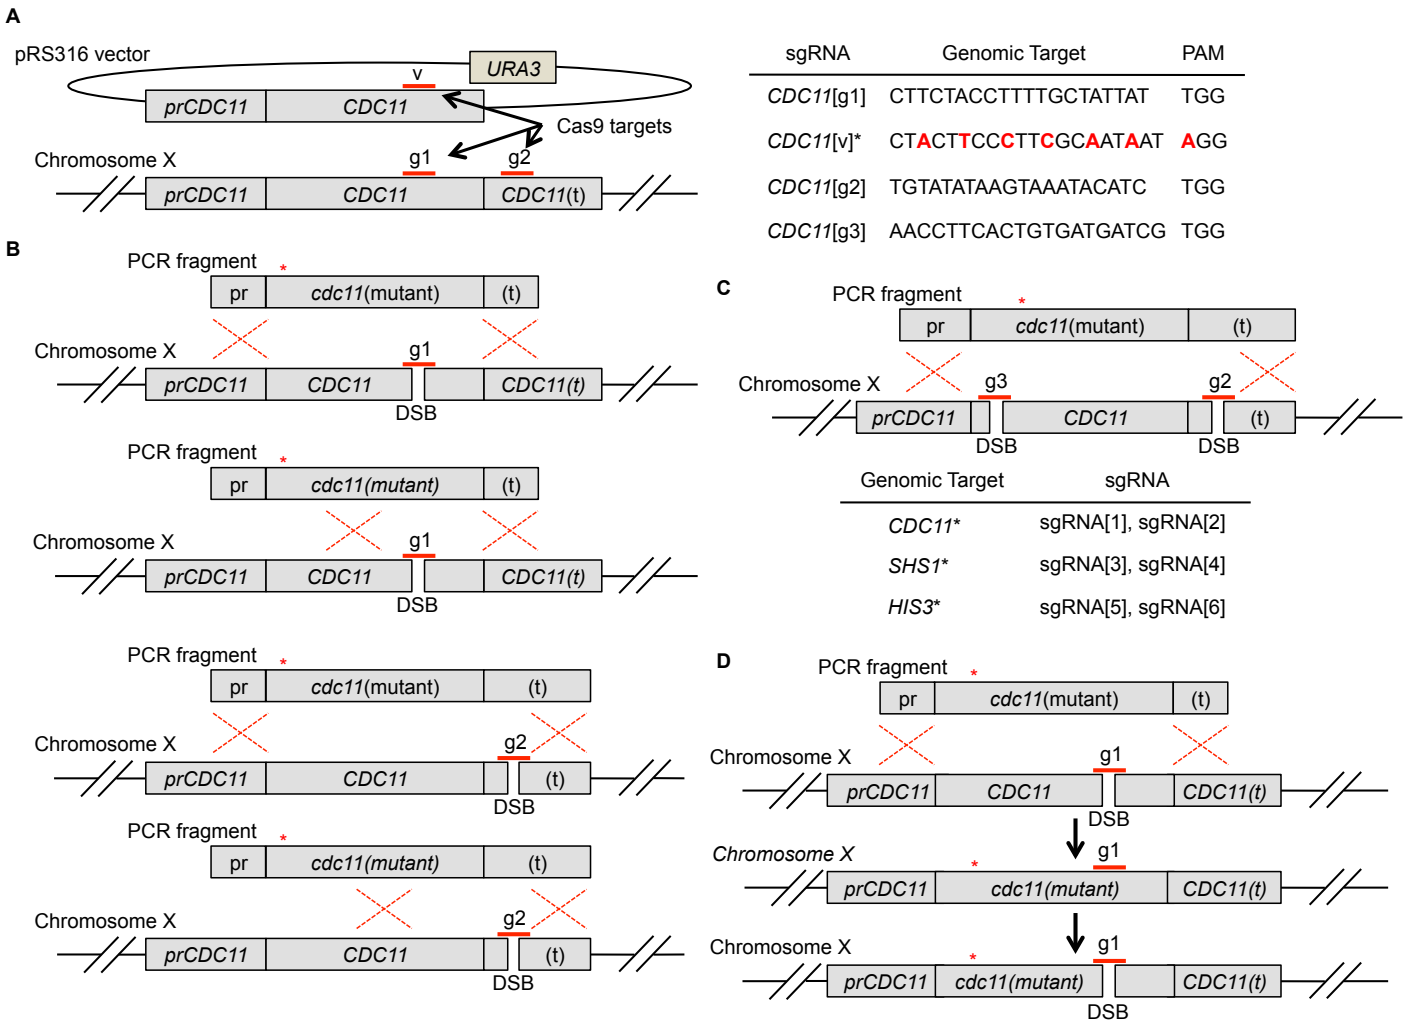 A
pRS316 vector
URA3
v
prCDC11 CDC11
Cas9 targets
Chromosome X
g1 g2
prCDC11 CDC11 CDC11(t)
sgRNA Genomic Target PAM
CDC11[g1] CTTCTACCTTTTGCTATTAT TGG
CDC11[v]* CTACTTCCCTTCGCAATAAT AGG
CDC11[g2] TGTATATAAGTAAATACATC TGG
CDC11[g3] AACCTTCACTGTGATGATCG TGG
B
PCR fragment
*
pr cdc11(mutant) (t)
Chromosome X
g1
prCDC11 CDC11 CDC11(t)
DSB
PCR fragment
*
pr cdc11(mutant) (t)
Chromosome X
g1
prCDC11 CDC11 CDC11(t)
DSB
PCR fragment
*
pr cdc11(mutant) (t)
Chromosome X
g2
prCDC11 CDC11 (t)
DSB
PCR fragment
*
pr cdc11(mutant) (t)
Chromosome X
g2
prCDC11 CDC11 (t)
DSB
C
PCR fragment
*
pr cdc11(mutant) (t)
Chromosome X
g3 g2
prCDC11 CDC11 (t)
DSB DSB
Genomic Target sgRNA
CDC11* sgRNA[1], sgRNA[2]
SHS1* sgRNA[3], sgRNA[4]
HIS3* sgRNA[5], sgRNA[6]
D
PCR fragment
*
pr cdc11(mutant) (t)
Chromosome X
g1
prCDC11 CDC11 CDC11(t)
DSB
Chromosome X
g1
*
prCDC11 cdc11(mutant) CDC11(t)
Chromosome X
g1
*
prCDC11 cdc11(mutant) CDC11(t)
DSB